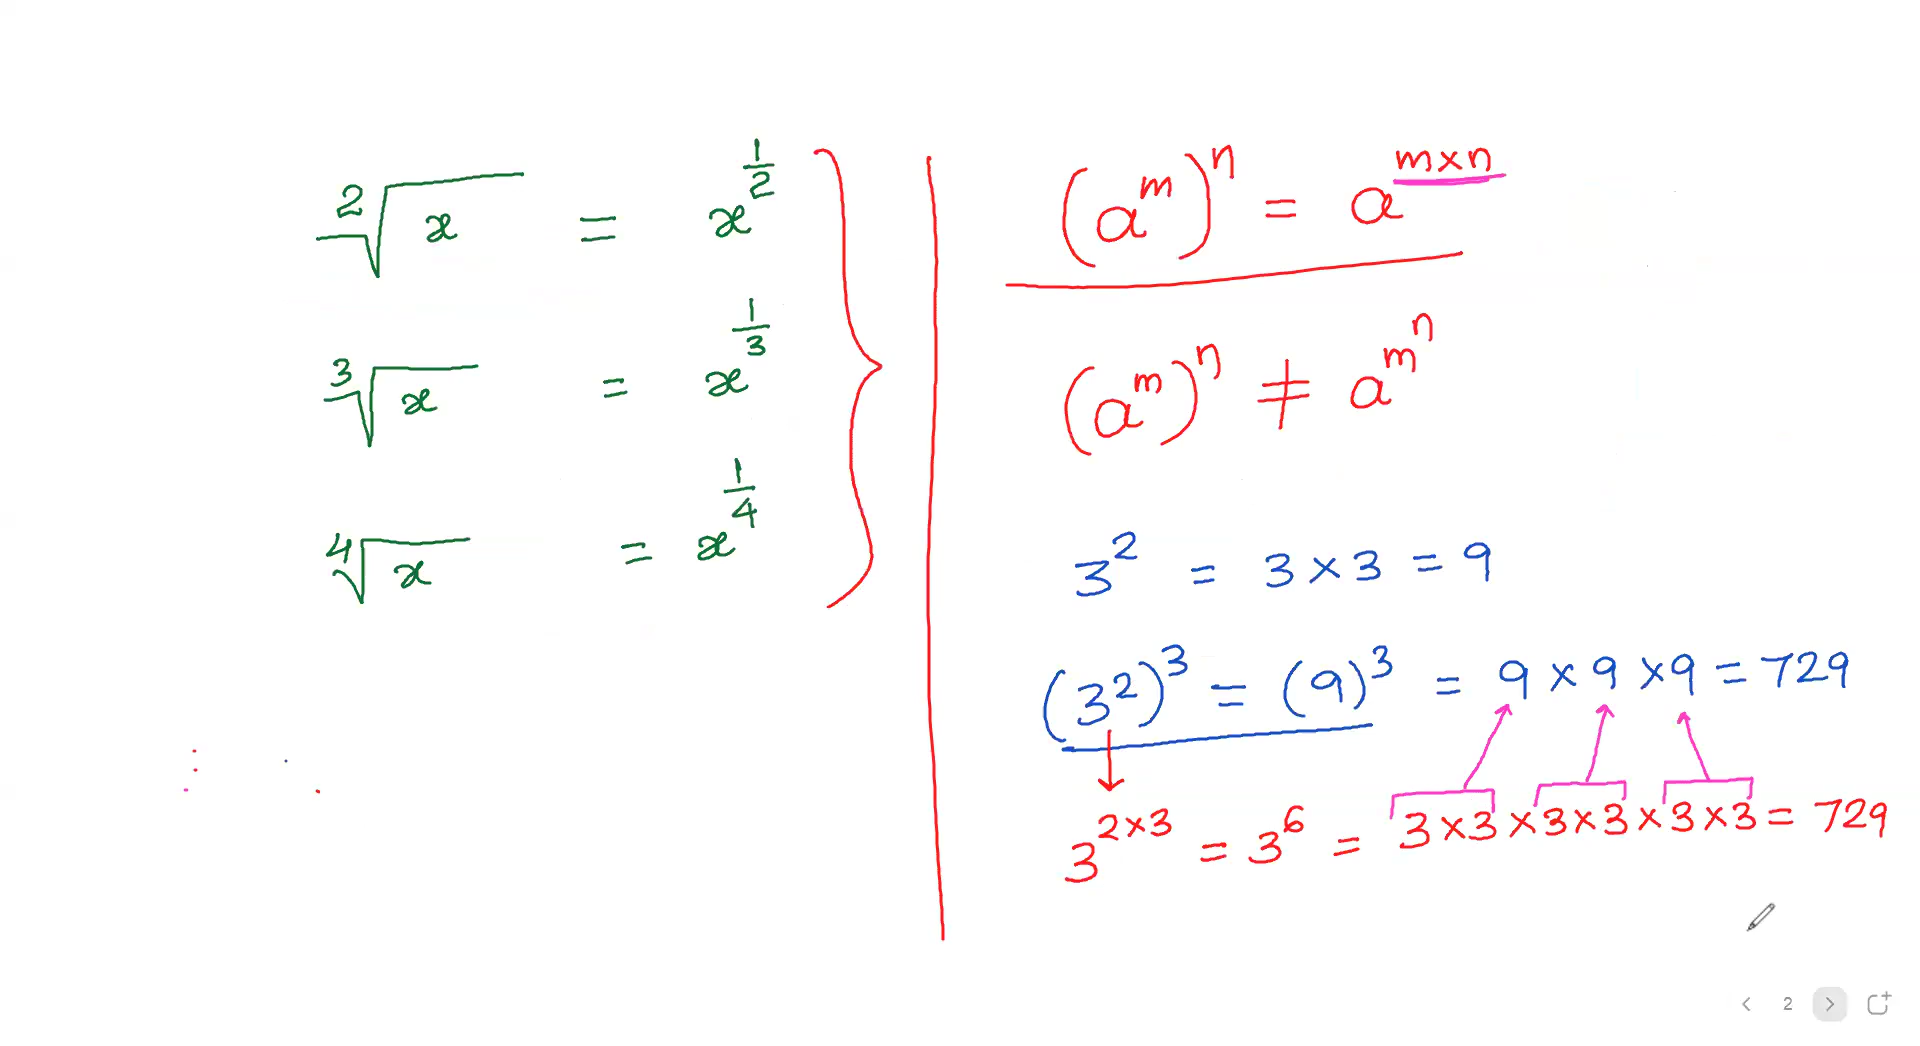 ²√x = x^(1/2)
³√x = x^(1/3)
⁴√x = x^(1/4)
(a^m)^n = a^(m×n)
(a^m)^n ≠ a^m^n
3² = 3 × 3 = 9
(3²)³ = (9)³ = 9 × 9 × 9 = 729
3^(2×3) = 3⁶ = 3×3×3×3×3×3 = 729
2